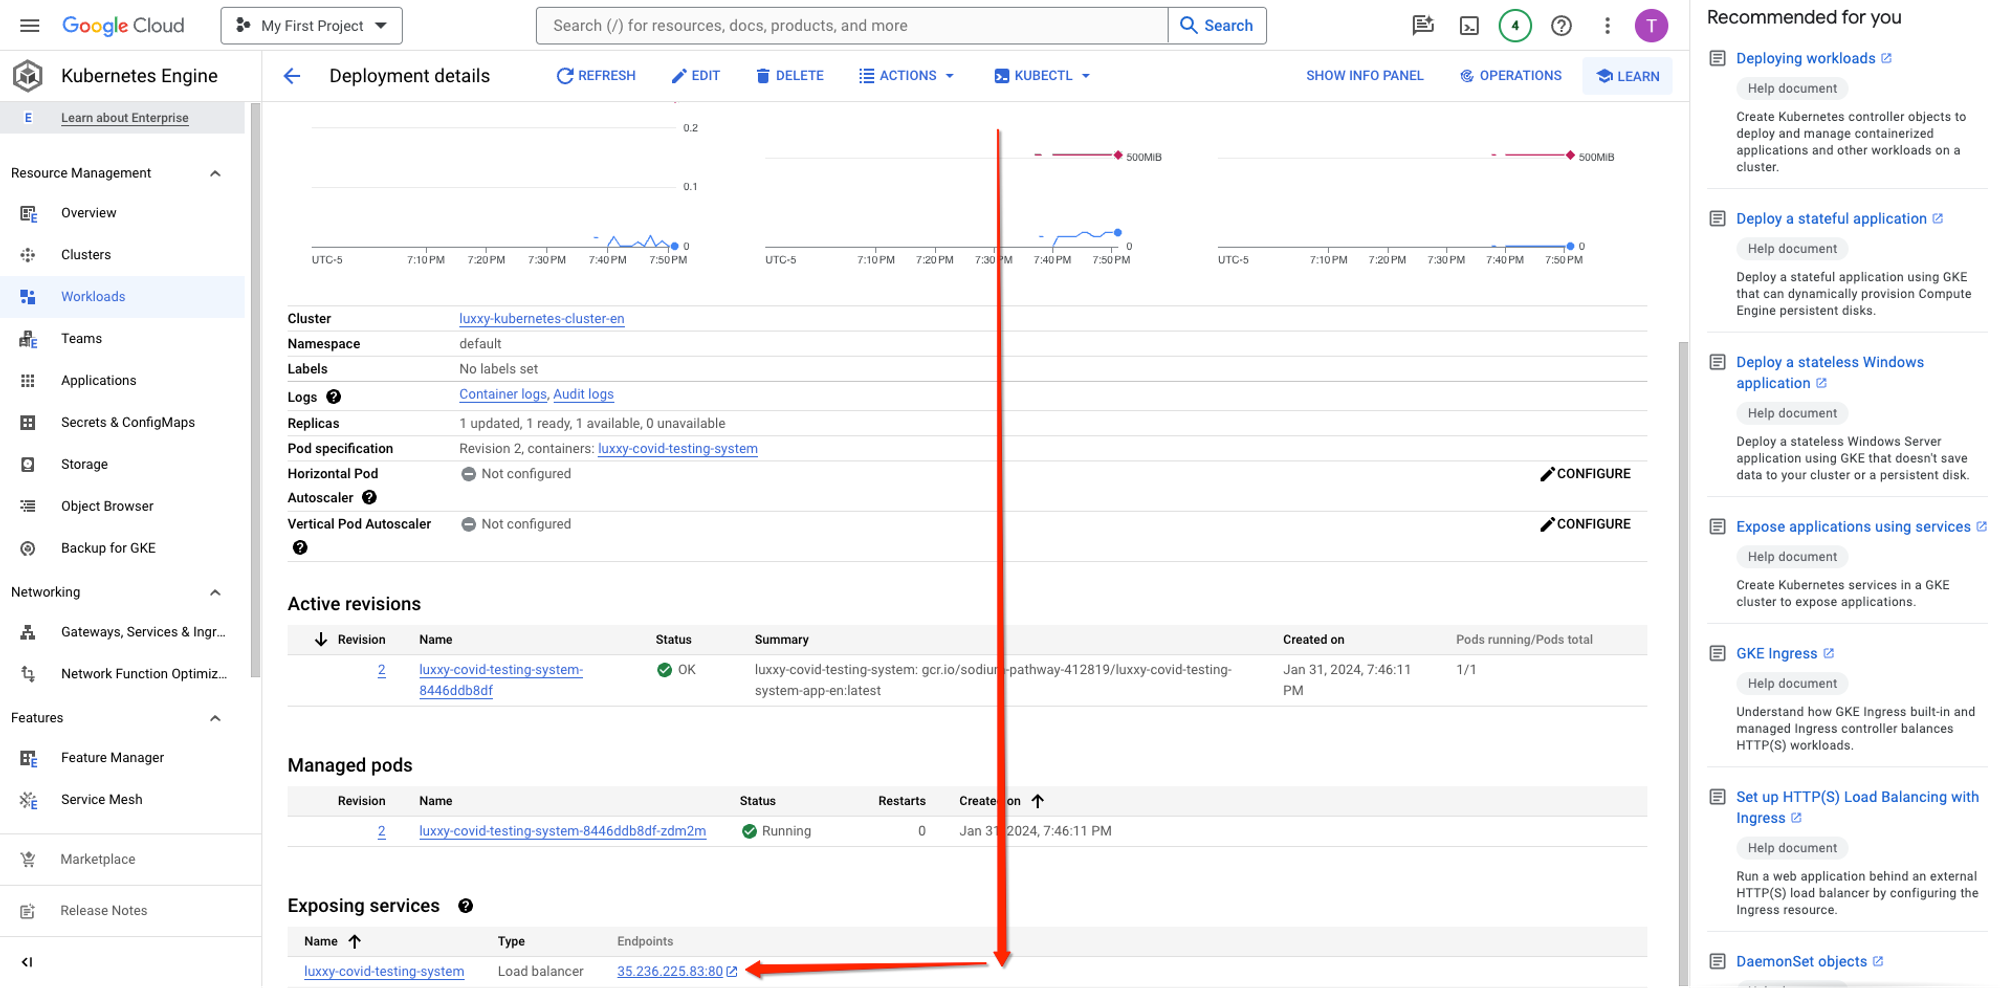 Google Cloud
My First Project
Search (/) for resources, docs, products, and more
Search
4
T
Kubernetes Engine
Learn about Enterprise
Resource Management
Overview
Clusters
Workloads
Teams
Applications
Secrets & ConfigMaps
Storage
Object Browser
Backup for GKE
Networking
Gateways, Services & Ingr...
Network Function Optimiz...
Features
Feature Manager
Service Mesh
Marketplace
Release Notes
Deployment details
REFRESH
EDIT
DELETE
ACTIONS
KUBECTL
SHOW INFO PANEL
OPERATIONS
LEARN
0.2
0.1
0
UTC-5 7:10 PM 7:20 PM 7:30 PM 7:40 PM 7:50 PM
500MiB
0
UTC-5 7:10 PM 7:20 PM 7:30 PM 7:40 PM 7:50 PM
500MiB
0
UTC-5 7:10 PM 7:20 PM 7:30 PM 7:40 PM 7:50 PM
Cluster luxxy-kubernetes-cluster-en
Namespace default
Labels No labels set
Logs Container logs, Audit logs
Replicas 1 updated, 1 ready, 1 available, 0 unavailable
Pod specification Revision 2, containers: luxxy-covid-testing-system
Horizontal Pod Not configured CONFIGURE
Autoscaler
Vertical Pod Autoscaler Not configured CONFIGURE
Active revisions
Revision Name Status Summary Created on Pods running/Pods total
2 luxxy-covid-testing-system- OK luxxy-covid-testing-system: gcr.io/sodium-pathway-412819/luxxy-covid-testing- Jan 31, 2024, 7:46:11 1/1
8446ddb8df system-app-en:latest PM
Managed pods
Revision Name Status Restarts Created on
2 luxxy-covid-testing-system-8446ddb8df-zdm2m Running 0 Jan 31, 2024, 7:46:11 PM
Exposing services
Name Type Endpoints
luxxy-covid-testing-system Load balancer 35.236.225.83:80
Recommended for you
Deploying workloads
Help document
Create Kubernetes controller objects to
deploy and manage containerized
applications and other workloads on a
cluster.
Deploy a stateful application
Help document
Deploy a stateful application using GKE
that can dynamically provision Compute
Engine persistent disks.
Deploy a stateless Windows
application
Help document
Deploy a stateless Windows Server
application using GKE that doesn't save
data to your cluster or a persistent disk.
Expose applications using services
Help document
Create Kubernetes services in a GKE
cluster to expose applications.
GKE Ingress
Help document
Understand how GKE Ingress built-in and
managed Ingress controller balances
HTTP(S) workloads.
Set up HTTP(S) Load Balancing with
Ingress
Help document
Run a web application behind an external
HTTP(S) load balancer by configuring the
Ingress resource.
DaemonSet objects